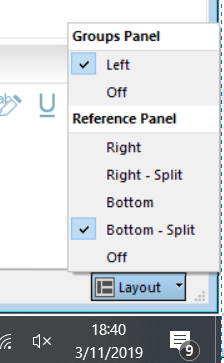 Groups Panel
Left
ab
Off
U
Reference Panel
Right
Right - Split
Bottom
Bottom - Split
Off
Layout
18:40
3/11/2019
9